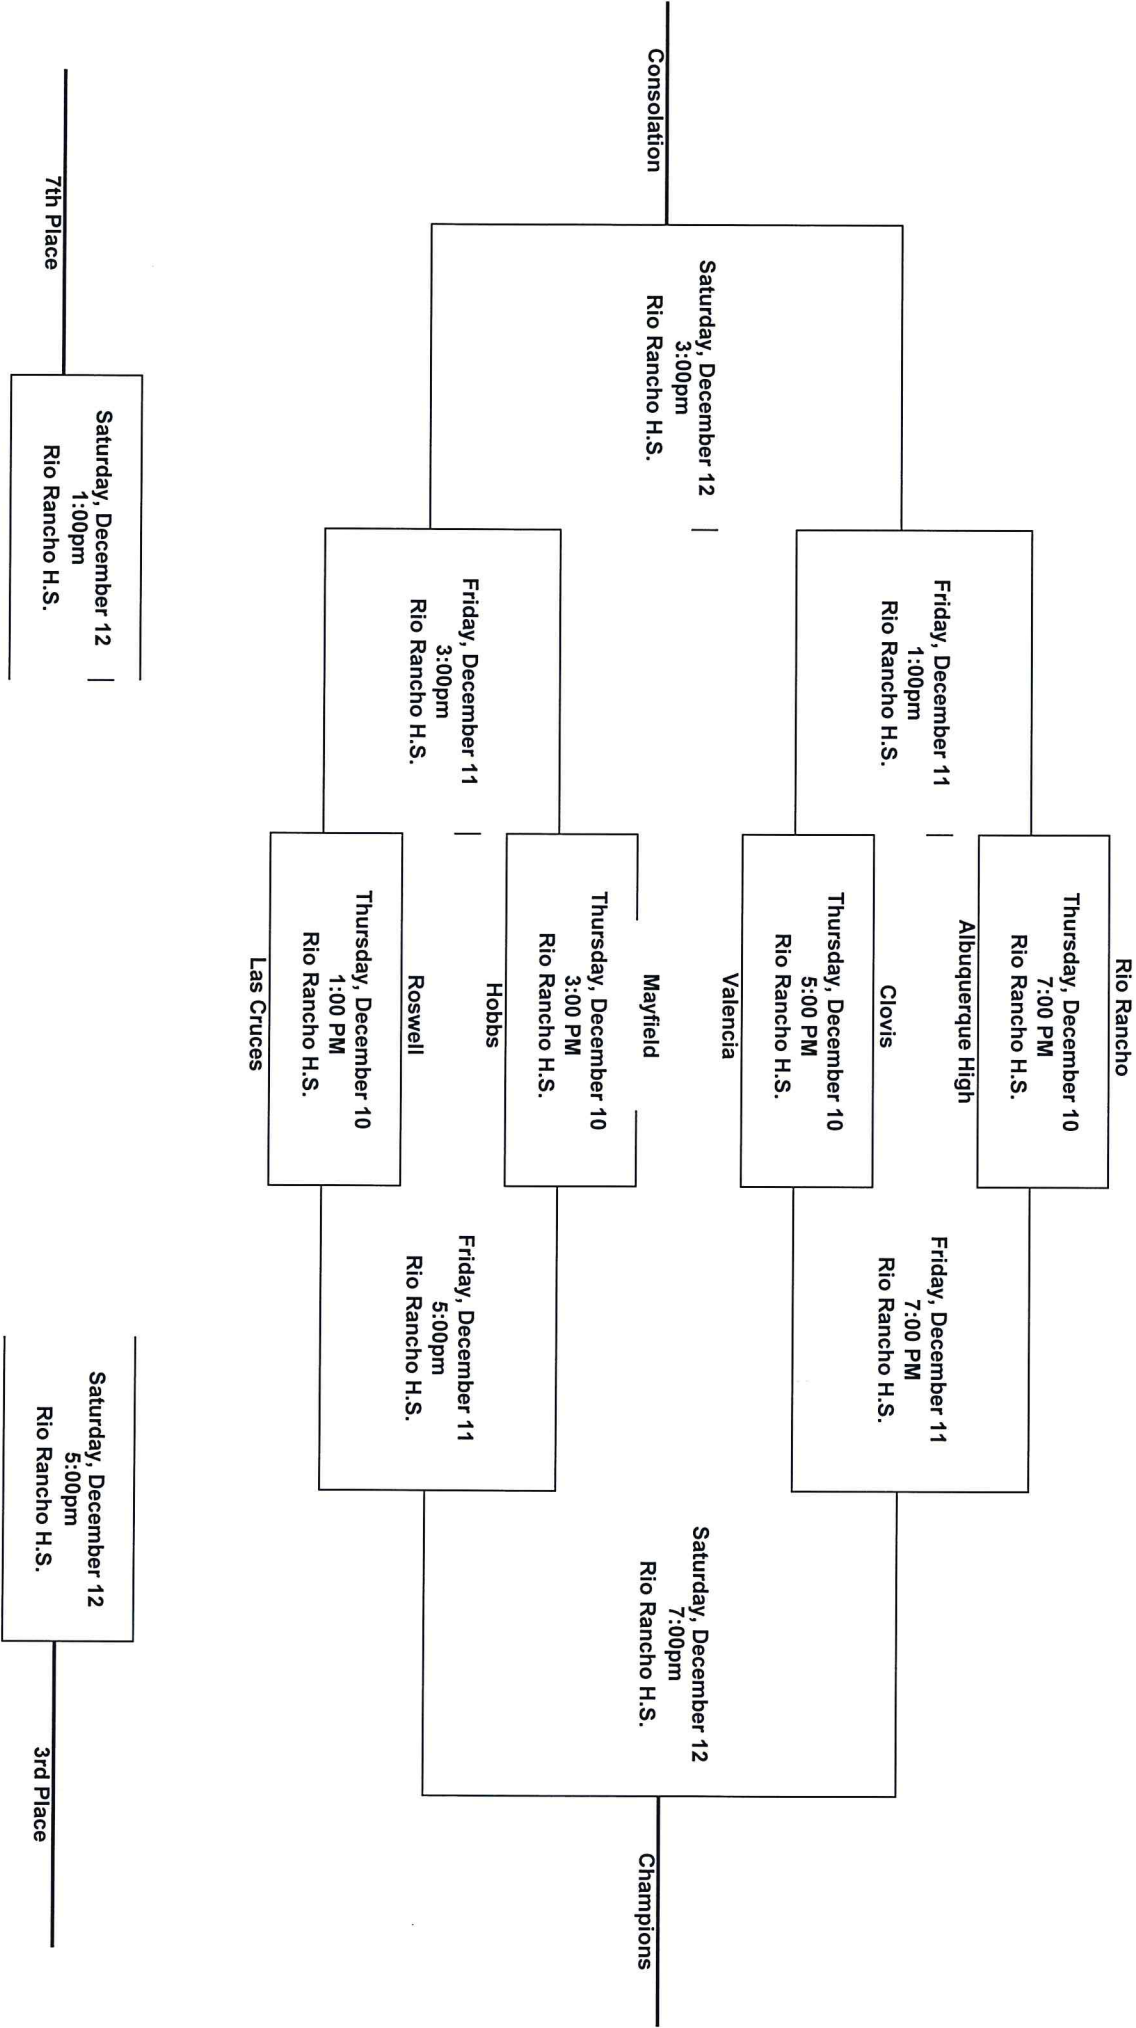 Rio Rancho
Thursday, December 10
7:00 PM
Rio Rancho H.S.
Albuquerque High
Friday, December 11
1:00pm
Rio Rancho H.S.
Friday, December 11
7:00 PM
Rio Rancho H.S.
Clovis
Thursday, December 10
5:00 PM
Rio Rancho H.S.
Valencia
Saturday, December 12
3:00pm
Rio Rancho H.S.
Consolation
Saturday, December 12
7:00pm
Rio Rancho H.S.
Champions
Mayfield
Thursday, December 10
3:00 PM
Rio Rancho H.S.
Hobbs
Friday, December 11
3:00pm
Rio Rancho H.S.
Friday, December 11
5:00pm
Rio Rancho H.S.
Roswell
Thursday, December 10
1:00 PM
Rio Rancho H.S.
Las Cruces
Saturday, December 12
1:00pm
Rio Rancho H.S.
7th Place
Saturday, December 12
5:00pm
Rio Rancho H.S.
3rd Place